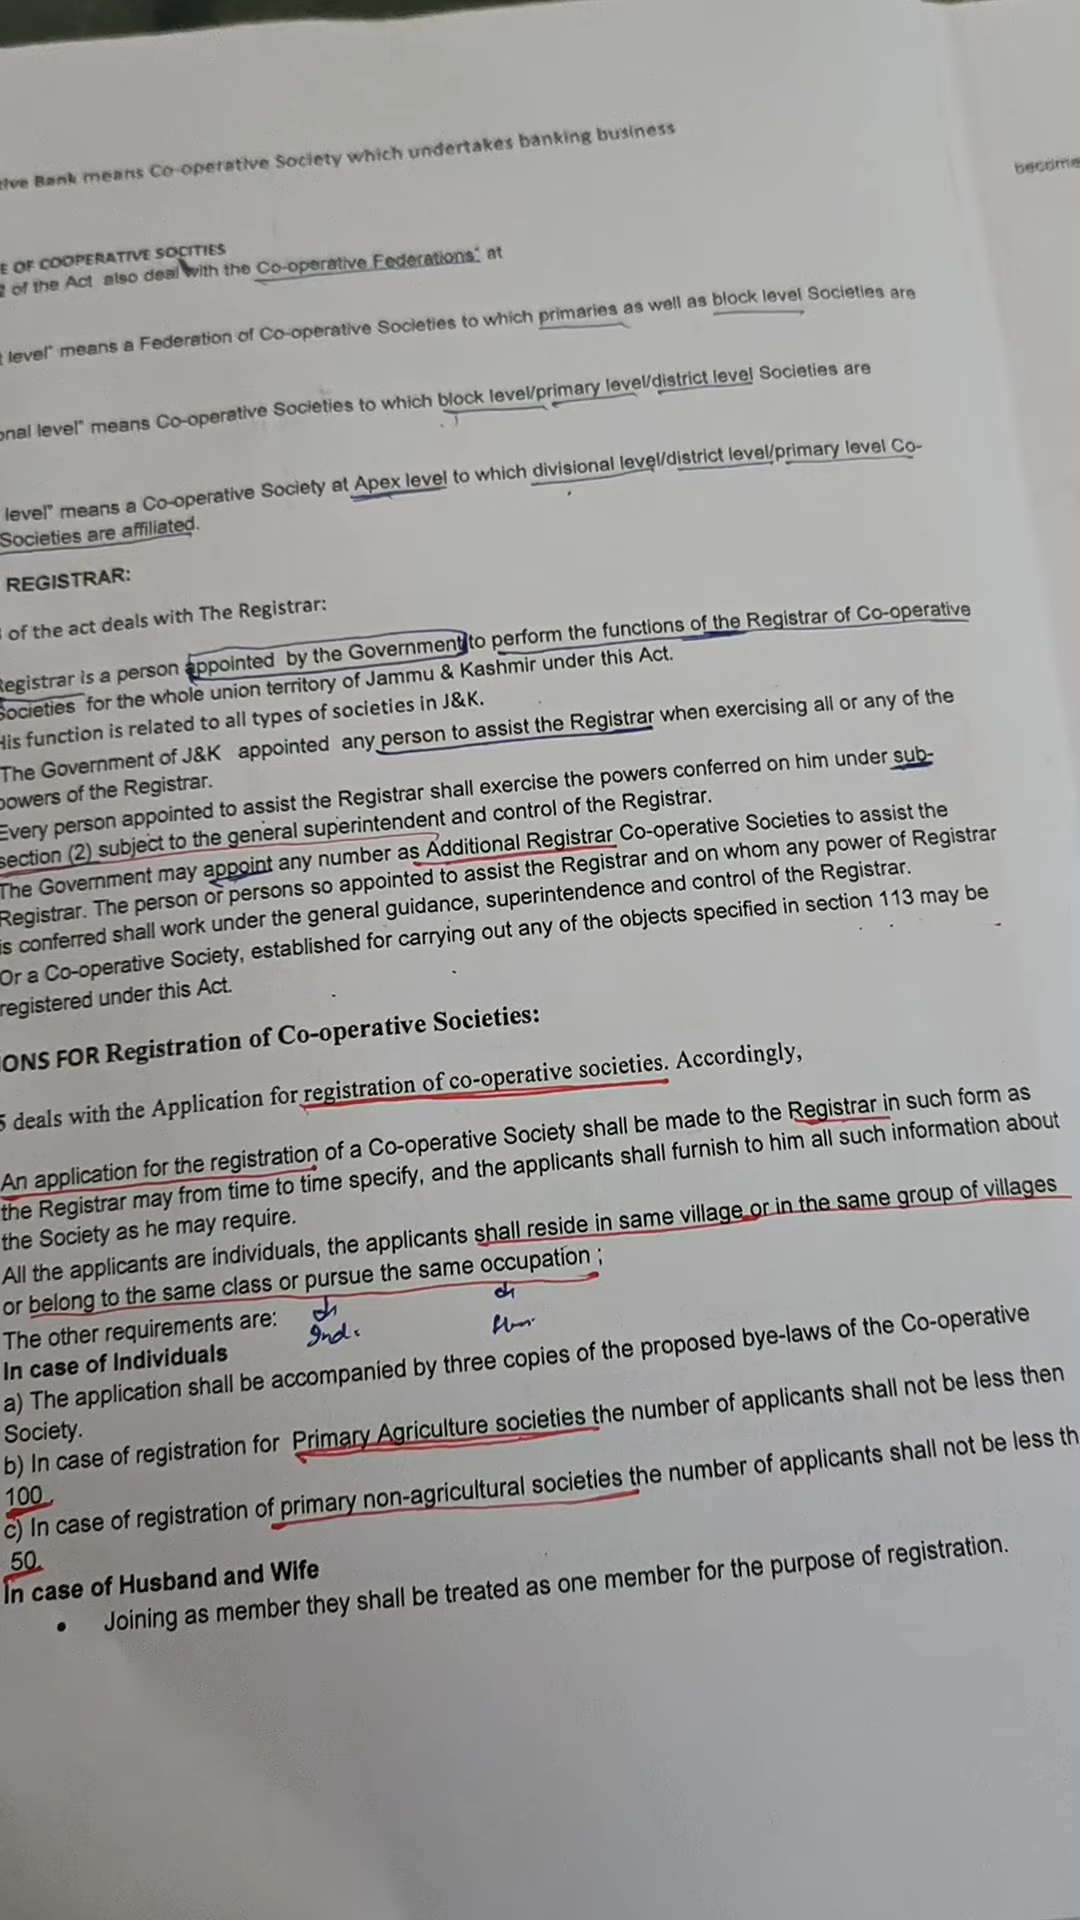 tive Bank means Co-operative Society which undertakes banking business
become
E OF COOPERATIVE SOCITIES
of the Act also deal with the Co-operative Federations" at
level" means a Federation of Co-operative Societies to which primaries as well as block level Societies are
onal level" means Co-operative Societies to which block level/primary level/district level Societies are
level" means a Co-operative Society at Apex level to which divisional level/district level/primary level Co-
Societies are affiliated.
REGISTRAR:
of the act deals with The Registrar:
Registrar is a person appointed by the Government to perform the functions of the Registrar of Co-operative
Societies for the whole union territory of Jammu & Kashmir under this Act.
His function is related to all types of societies in J&K.
The Government of J&K appointed any person to assist the Registrar when exercising all or any of the
powers of the Registrar.
Every person appointed to assist the Registrar shall exercise the powers conferred on him under sub-
section (2) subject to the general superintendent and control of the Registrar.
The Government may appoint any number as Additional Registrar Co-operative Societies to assist the
Registrar. The person or persons so appointed to assist the Registrar and on whom any power of Registrar
is conferred shall work under the general guidance, superintendence and control of the Registrar.
Or a Co-operative Society, established for carrying out any of the objects specified in section 113 may be
registered under this Act.
IONS FOR Registration of Co-operative Societies:
5 deals with the Application for registration of co-operative societies. Accordingly,
An application for the registration of a Co-operative Society shall be made to the Registrar in such form as
the Registrar may from time to time specify, and the applicants shall furnish to him all such information about
the Society as he may require.
All the applicants are individuals, the applicants shall reside in same village or in the same group of villages
or belong to the same class or pursue the same occupation ;
The other requirements are:
Ind.
In case of Individuals
a) The application shall be accompanied by three copies of the proposed bye-laws of the Co-operative
Society.
b) In case of registration for Primary Agriculture societies the number of applicants shall not be less then
100
c) In case of registration of primary non-agricultural societies the number of applicants shall not be less th
50.
In case of Husband and Wife
• Joining as member they shall be treated as one member for the purpose of registration.